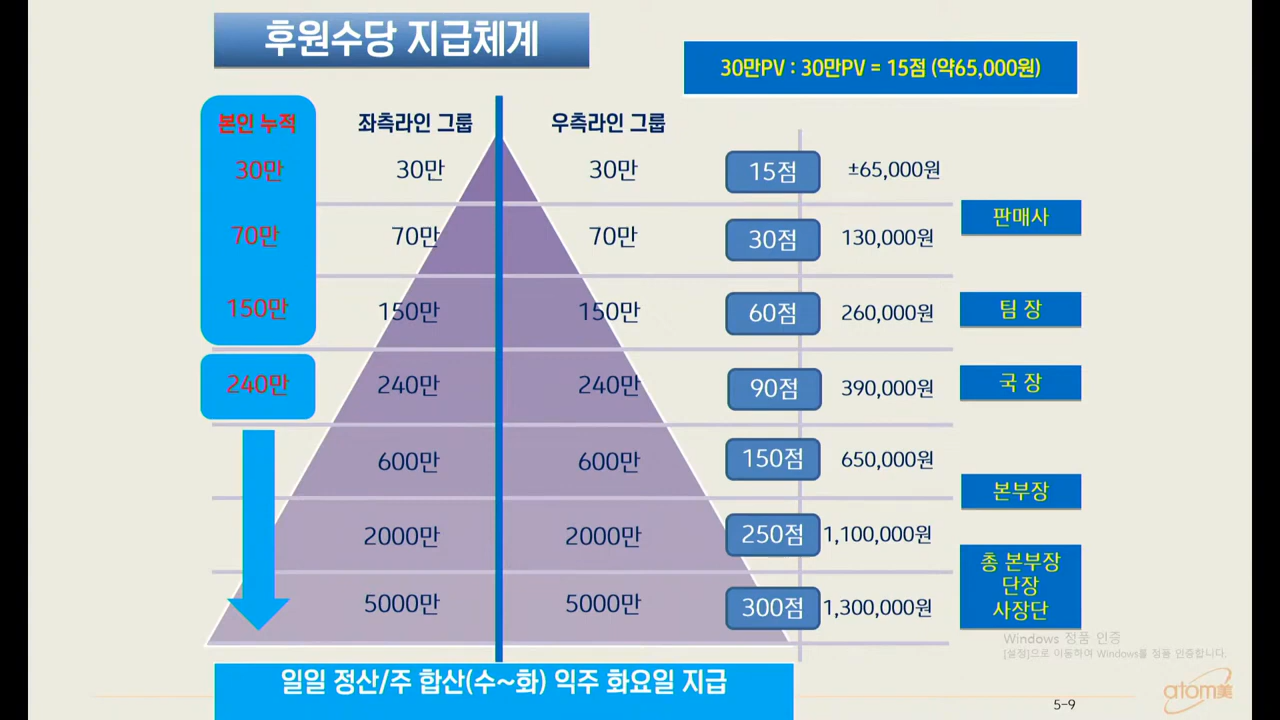 후원수당 지급체계
30만PV : 30만PV = 15점 (약65,000원)
본인 누적 좌측라인 그룹 우측라인 그룹
30만 30만 30만 15점 ±65,000원
판매사
70만 70만 70만 30점 130,000원
150만 150만 150만 60점 260,000원 팀 장
240만 240만 240만 90점 390,000원 국 장
600만 600만 150점 650,000원
본부장
2000만 2000만 250점 1,100,000원
총 본부장
단장
사장단
5000만 5000만 300점 1,300,000원
Windows 정품 인증
[설정]으로 이동하여 Windows를 정품 인증합니다.
일일 정산/주 합산(수~화) 익주 화요일 지급
atom美
5-9